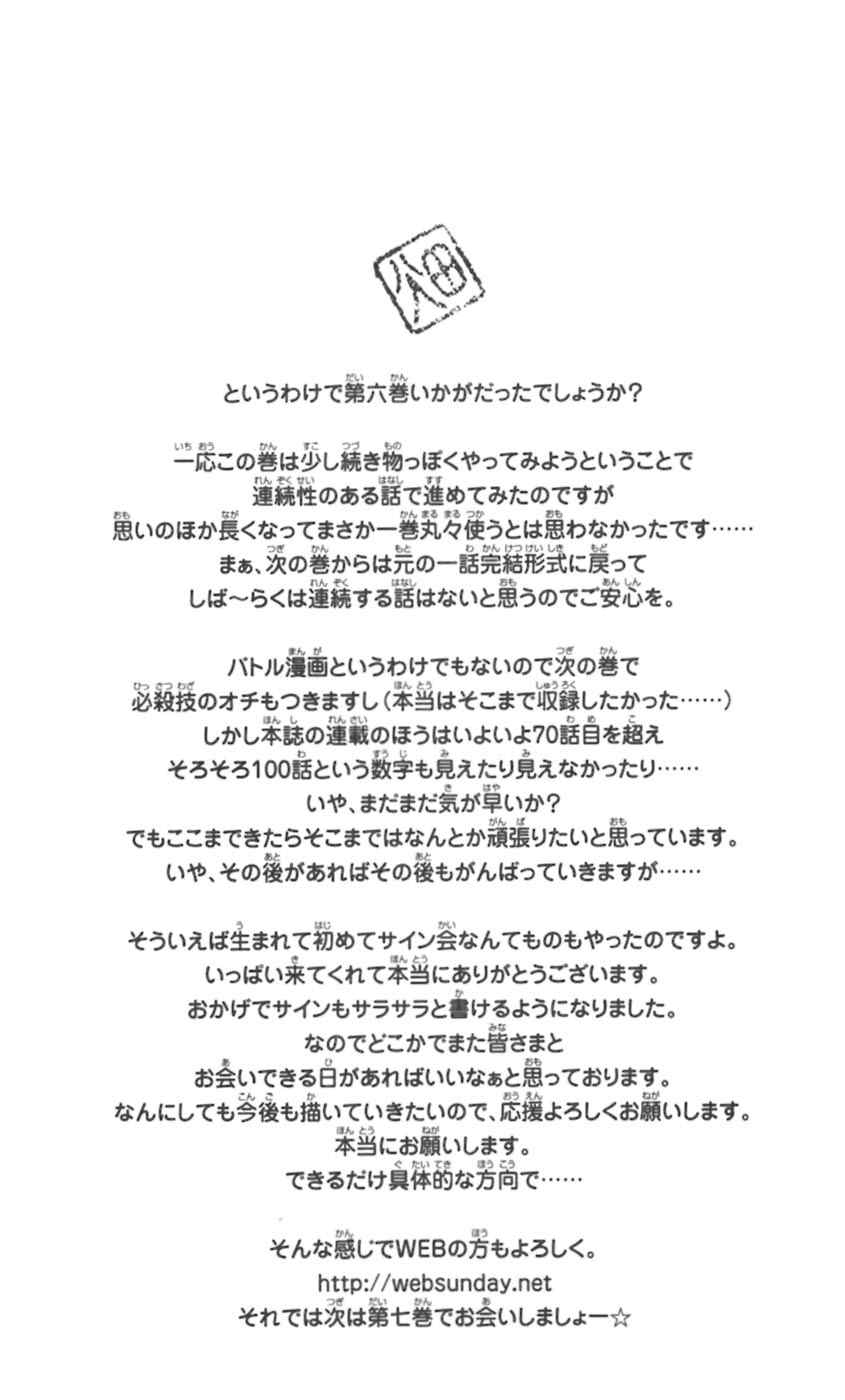 というわけで第六巻いかがだったでしょうか？
一応この巻は少し続き物っぽくやってみようということで
連続性のある話で進めてみたのですが
思いのほか長くなってまさか一巻丸々使うとは思わなかったです……
まぁ、次の巻からは元の一話完結形式に戻って
しば～らくは連続する話はないと思うのでご安心を。
バトル漫画というわけでもないので次の巻で
必殺技のオチもつきますし（本当はそこまで収録したかった……）
しかし本誌の連載のほうはいよいよ70話目を超え
そろそろ100話という数字も見えたり見えなかったり……
いや、まだまだ気が早いか？
でもここまできたらそこまではなんとか頑張りたいと思っています。
いや、その後があればその後もがんばっていきますが……
そういえば生まれて初めてサイン会なんてものもやったのですよ。
いっぱい来てくれて本当にありがとうございます。
おかげでサインもサラサラと書けるようになりました。
なのでどこかでまた皆さまと
お会いできる日があればいいなぁと思っております。
なんにしても今後も描いていきたいので、応援よろしくお願いします。
本当にお願いします。
できるだけ具体的な方向で……
そんな感じでWEBの方もよろしく。
http://websunday.net
それでは次は第七巻でお会いしましょー☆